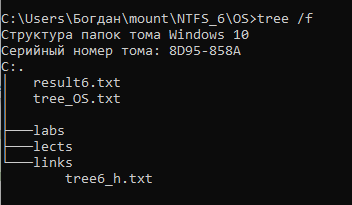 C:\Users\Богдан\mount\NTFS_6\OS>tree /f
Структура папок тома Windows 10
Серийный номер тома: 8D95-858A
C:.
│   result6.txt
│   tree_OS.txt
│
├───labs
├───lects
└───links
        tree6_h.txt